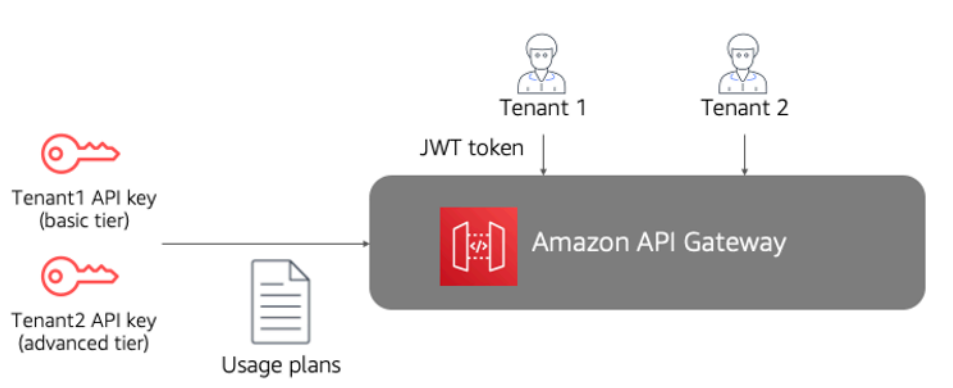 Tenant 1
Tenant 2
JWT token
Tenant1 API key
(basic tier)
Amazon API Gateway
</>
Tenant2 API key
(advanced tier)
Usage plans